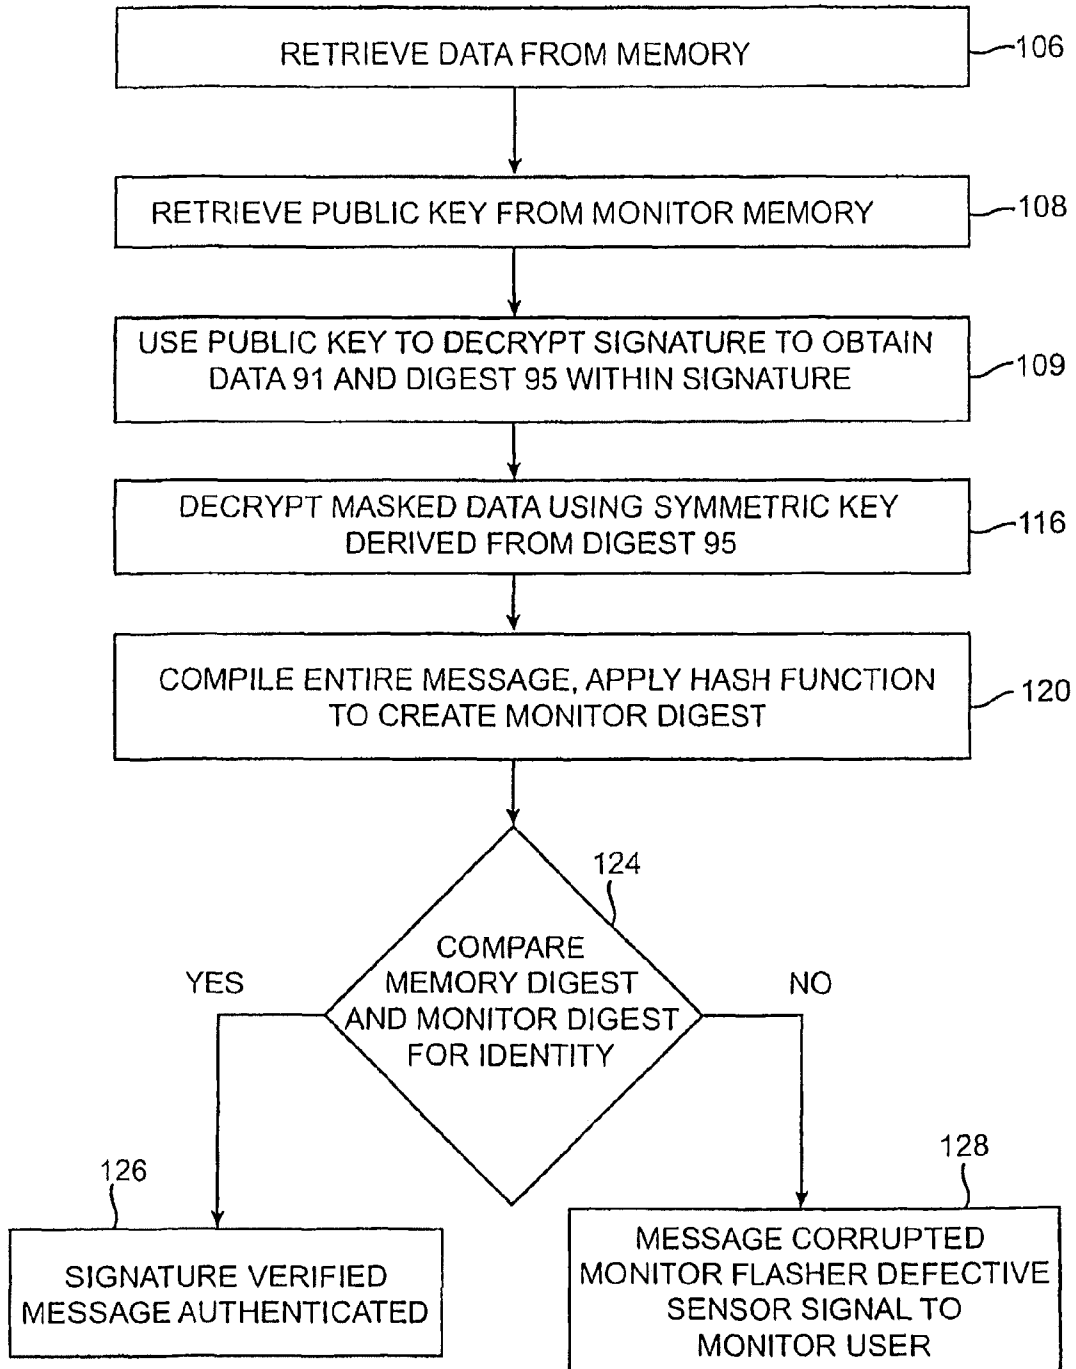 RETRIEVE DATA FROM MEMORY
106
RETRIEVE PUBLIC KEY FROM MONITOR MEMORY
108
USE PUBLIC KEY TO DECRYPT SIGNATURE TO OBTAIN
DATA 91 AND DIGEST 95 WITHIN SIGNATURE
109
DECRYPT MASKED DATA USING SYMMETRIC KEY
DERIVED FROM DIGEST 95
116
COMPILE ENTIRE MESSAGE, APPLY HASH FUNCTION
TO CREATE MONITOR DIGEST
120
124
COMPARE
MEMORY DIGEST
AND MONITOR DIGEST
FOR IDENTITY
YES
NO
126
SIGNATURE VERIFIED
MESSAGE AUTHENTICATED
128
MESSAGE CORRUPTED
MONITOR FLASHER DEFECTIVE
SENSOR SIGNAL TO
MONITOR USER